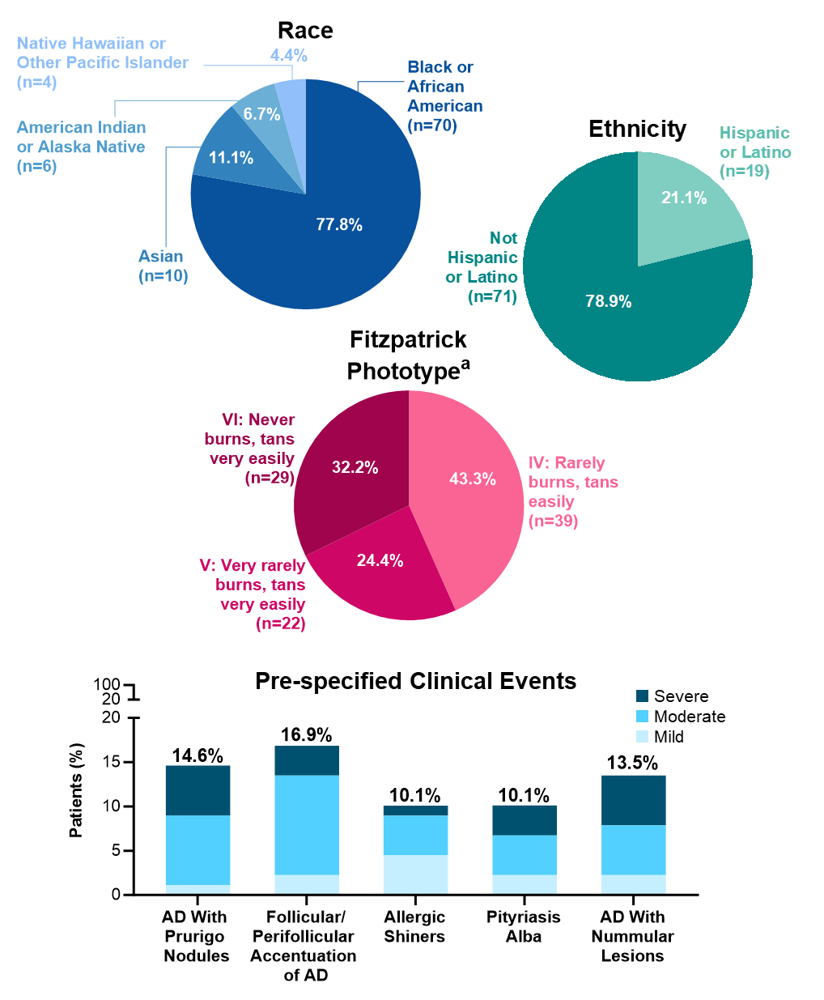 Race
Native Hawaiian or
Other Pacific Islander
(n=4)
4.4%
Black or
African
American
(n=70)
American Indian
or Alaska Native
(n=6)
6.7%
11.1%
77.8%
Asian
(n=10)
Ethnicity
Hispanic
or Latino
(n=19)
21.1%
Not
Hispanic
or Latino
(n=71)
78.9%
Fitzpatrick
Phototypea
VI: Never
burns, tans
very easily
(n=29)
32.2%
43.3%
IV: Rarely
burns, tans
easily
(n=39)
24.4%
V: Very rarely
burns, tans
very easily
(n=22)
Pre-specified Clinical Events
Severe
Moderate
Mild
Patients (%)
100
20
20
15
10
5
0
14.6%
16.9%
10.1%
10.1%
13.5%
AD With
Prurigo
Nodules
Follicular/
Perifollicular
Accentuation
of AD
Allergic
Shiners
Pityriasis
Alba
AD With
Nummular
Lesions